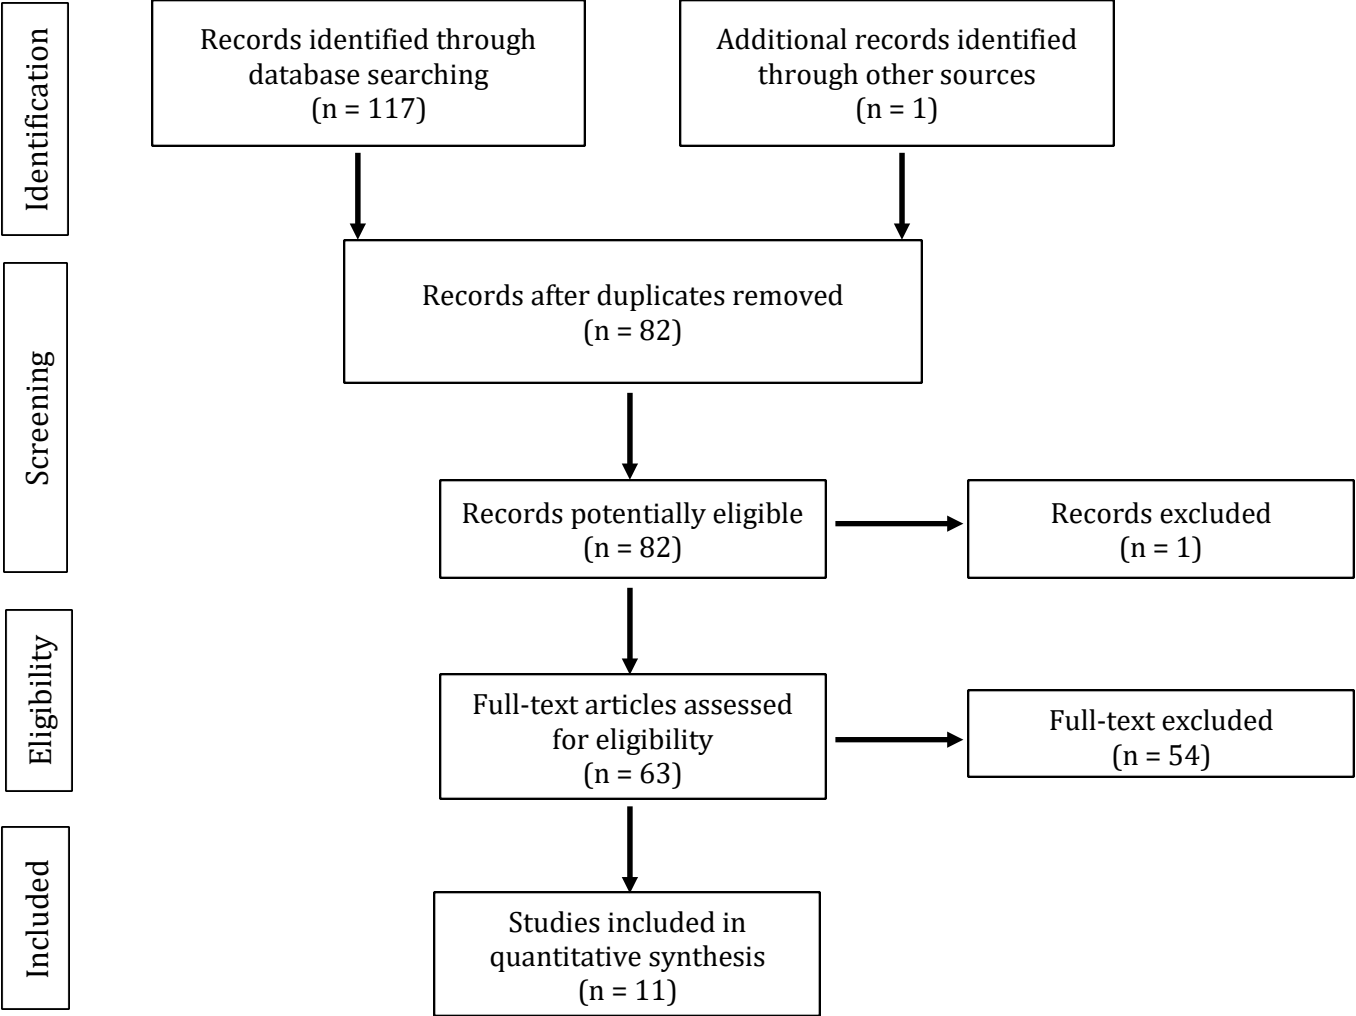 Identification
Records identified through
database searching
(n = 117)
Additional records identified
through other sources
(n = 1)
Screening
Records after duplicates removed
(n = 82)
Records potentially eligible
(n = 82)
Records excluded
(n = 1)
Eligibility
Full-text articles assessed
for eligibility
(n = 63)
Full-text excluded
(n = 54)
Included
Studies included in
quantitative synthesis
(n = 11)